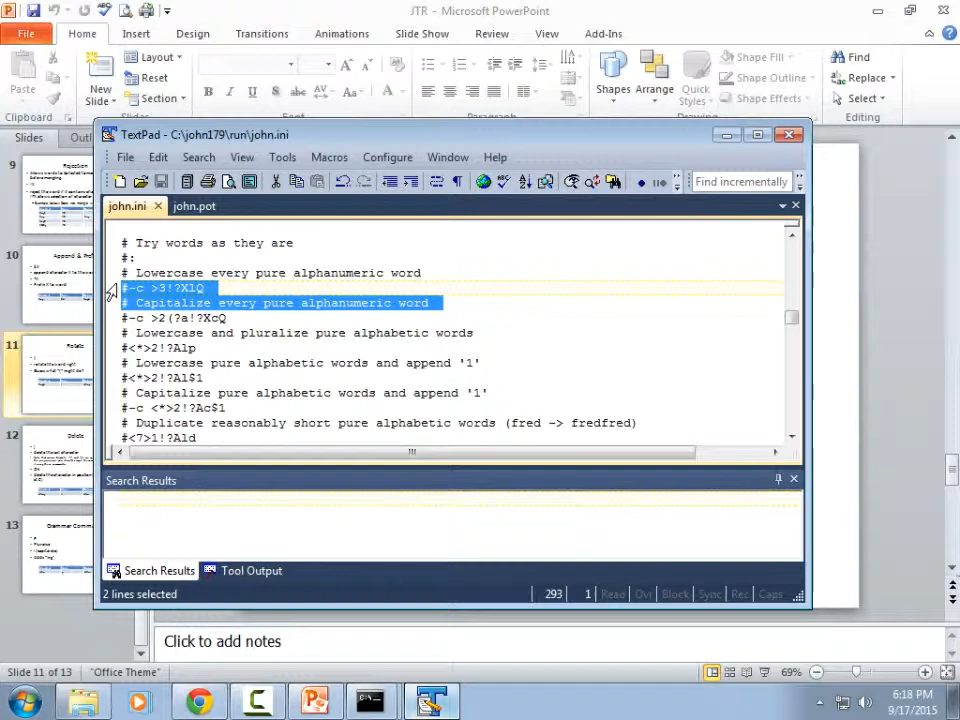 JTR - Microsoft PowerPoint
File Home Insert Design Transitions Animations Slide Show Review View Add-Ins
Paste
New
Slide
Layout
Reset
Section
B I U S abc AV Aa A
Shapes
Arrange
Quick
Styles
Shape Fill
Shape Outline
Shape Effects
Find
Replace
Select
Clipboard
Editing
Slides
9
10
11
12
13
TextPad - C:\john179\run\john.ini
File Edit Search View Tools Macros Configure Window Help
Find incrementally
john.ini
john.pot
# Try words as they are
#:
# Lowercase every pure alphanumeric word
#-c >3!?XlQ
# Capitalize every pure alphanumeric word
#-c >2(?a!?XcQ
# Lowercase and pluralize pure alphabetic words
#<*>2!?Alp
# Lowercase pure alphabetic words and append '1'
#<*>2!?Al$1
# Capitalize pure alphabetic words and append '1'
#-c <*>2!?Ac$1
# Duplicate reasonably short pure alphabetic words (fred -> fredfred)
#<7>1!?Ald
Search Results
Search Results
Tool Output
2 lines selected
293 1 Read Ovr Block Sync Rec Caps
Click to add notes
Slide 11 of 13
"Office Theme"
69%
6:18 PM
9/17/2015